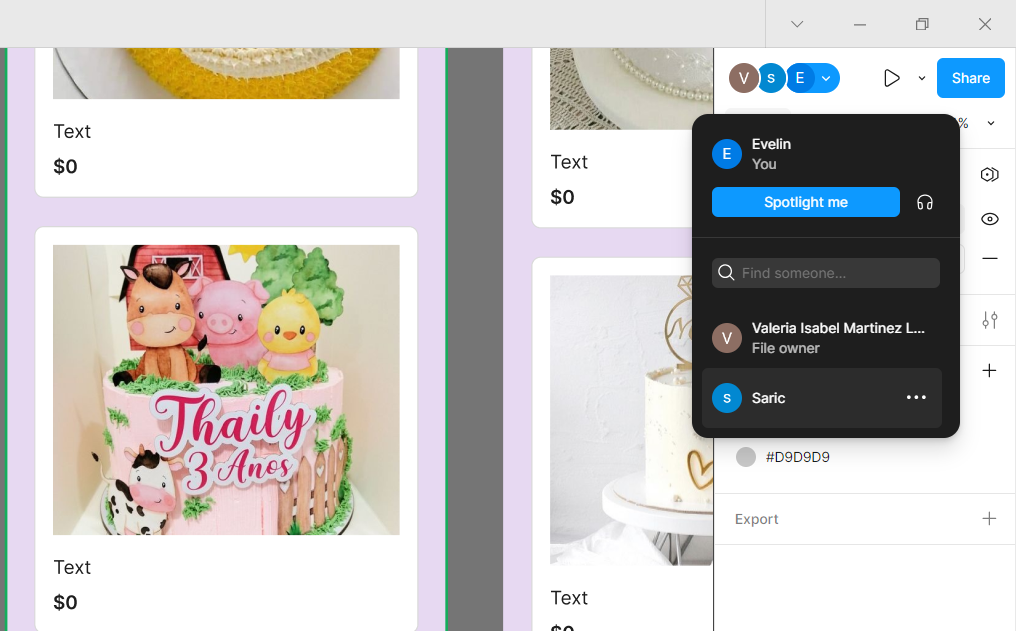 Text
$0
Thaily
3 Anos
Text
$0
Text
$0
Text
$0
V
S
E
Share
%
E
Evelin
You
Spotlight me
Find someone...
V
Valeria Isabel Martinez L...
File owner
S
Saric
#D9D9D9
Export